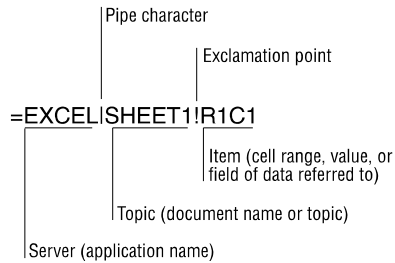 Pipe character
Exclamation point
=EXCEL|SHEET1!R1C1
Item (cell range, value, or
field of data referred to)
Topic (document name or topic)
Server (application name)